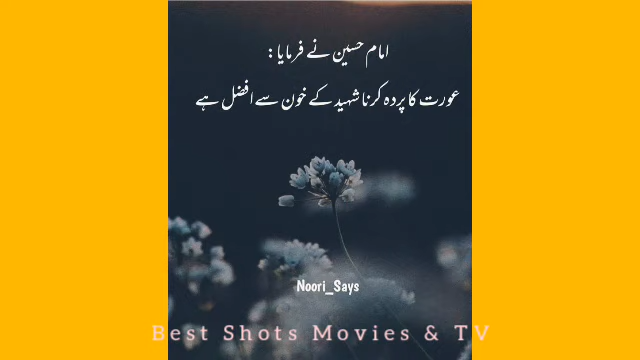 امام حسین نے فرمایا:
عورت کا پردہ کرنا شہید کے خون سے افضل ہے
Noori_Says
Best Shots Movies & TV